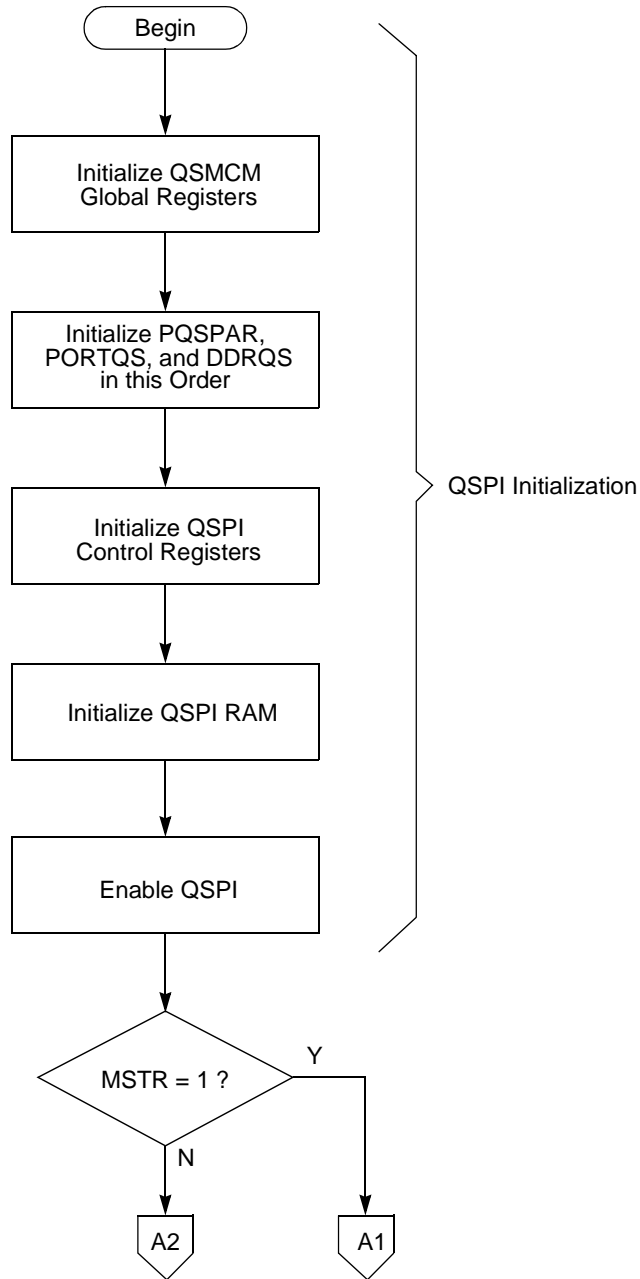 Begin
Initialize QSMCM
Global Registers
Initialize PQSPAR,
PORTQS, and DDRQS
in this Order
QSPI Initialization
Initialize QSPI
Control Registers
Initialize QSPI RAM
Enable QSPI
MSTR = 1 ?
Y
N
A2
A1